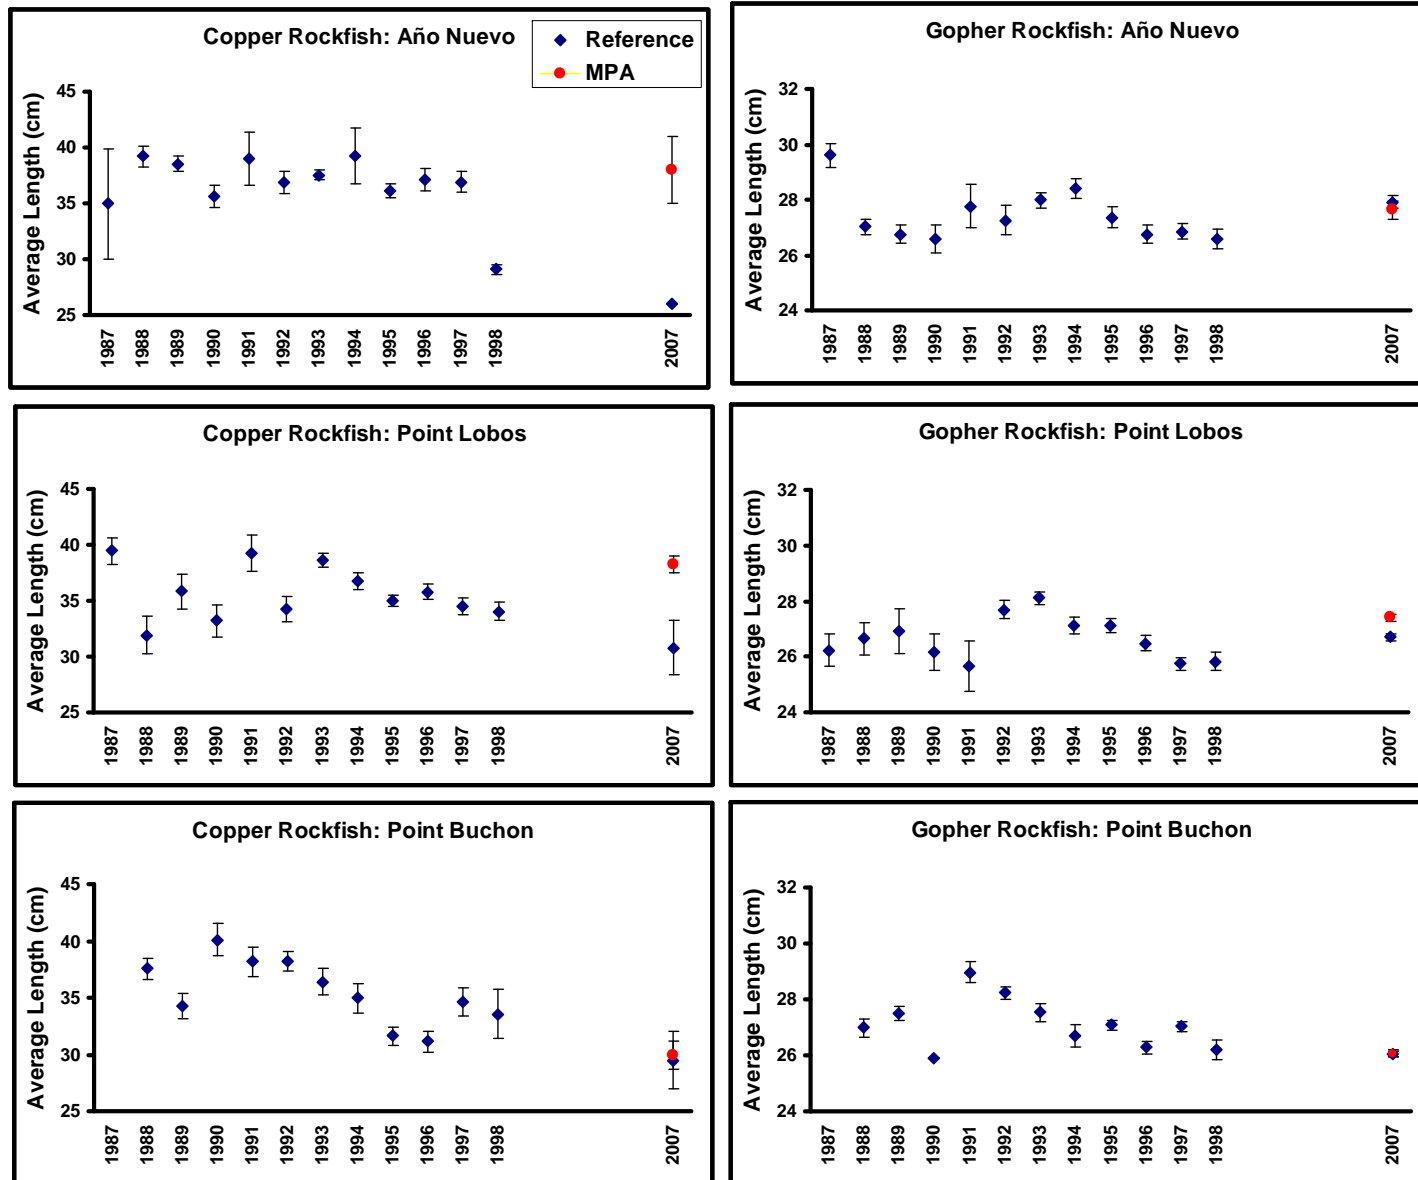 Copper Rockfish: Año Nuevo
Reference
MPA
Average Length (cm)
45
40
35
30
25
1987 1988 1989 1990 1991 1992 1993 1994 1995 1996 1997 1998 2007
Gopher Rockfish: Año Nuevo
Average Length (cm)
32
30
28
26
24
1987 1988 1989 1990 1991 1992 1993 1994 1995 1996 1997 1998 2007
Copper Rockfish: Point Lobos
Average Length (cm)
45
40
35
30
25
1987 1988 1989 1990 1991 1992 1993 1994 1995 1996 1997 1998 2007
Gopher Rockfish: Point Lobos
Average Length (cm)
32
30
28
26
24
1987 1988 1989 1990 1991 1992 1993 1994 1995 1996 1997 1998 2007
Copper Rockfish: Point Buchon
Average Length (cm)
45
40
35
30
25
1987 1988 1989 1990 1991 1992 1993 1994 1995 1996 1997 1998 2007
Gopher Rockfish: Point Buchon
Average Length (cm)
32
30
28
26
24
1987 1988 1989 1990 1991 1992 1993 1994 1995 1996 1997 1998 2007